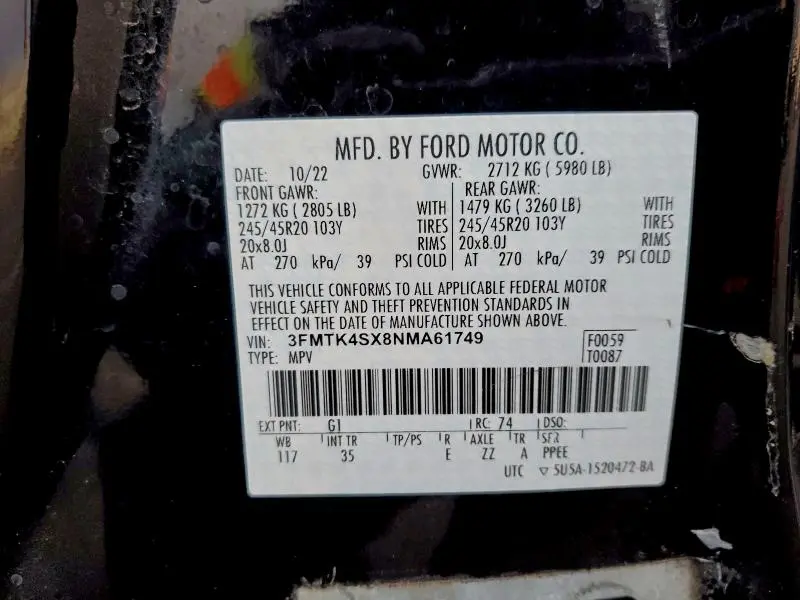 MFD. BY FORD MOTOR CO.
DATE: 10/22 GVWR: 2712 KG ( 5980 LB)
FRONT GAWR: REAR GAWR:
1272 KG ( 2805 LB) WITH 1479 KG ( 3260 LB) WITH
245/45R20 103Y TIRES 245/45R20 103Y TIRES
20x8.0J RIMS 20x8.0J RIMS
AT 270 kPa/ 39 PSI COLD AT 270 kPa/ 39 PSI COLD
THIS VEHICLE CONFORMS TO ALL APPLICABLE FEDERAL MOTOR
VEHICLE SAFETY AND THEFT PREVENTION STANDARDS IN
EFFECT ON THE DATE OF MANUFACTURE SHOWN ABOVE.
VIN: 3FMTK4SX8NMA61749 F0059
TYPE: MPV T0087
EXT PNT: G1 RC: 74 DSO:
WB INT TR TP/PS R AXLE TR SFR
117 35 E ZZ A PPEE
UTC ▽ 5U5A-1520472-BA